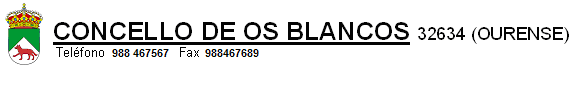 CONCELLO DE OS BLANCOS 32634 (OURENSE)
Teléfono 988 467567 Fax 988467689